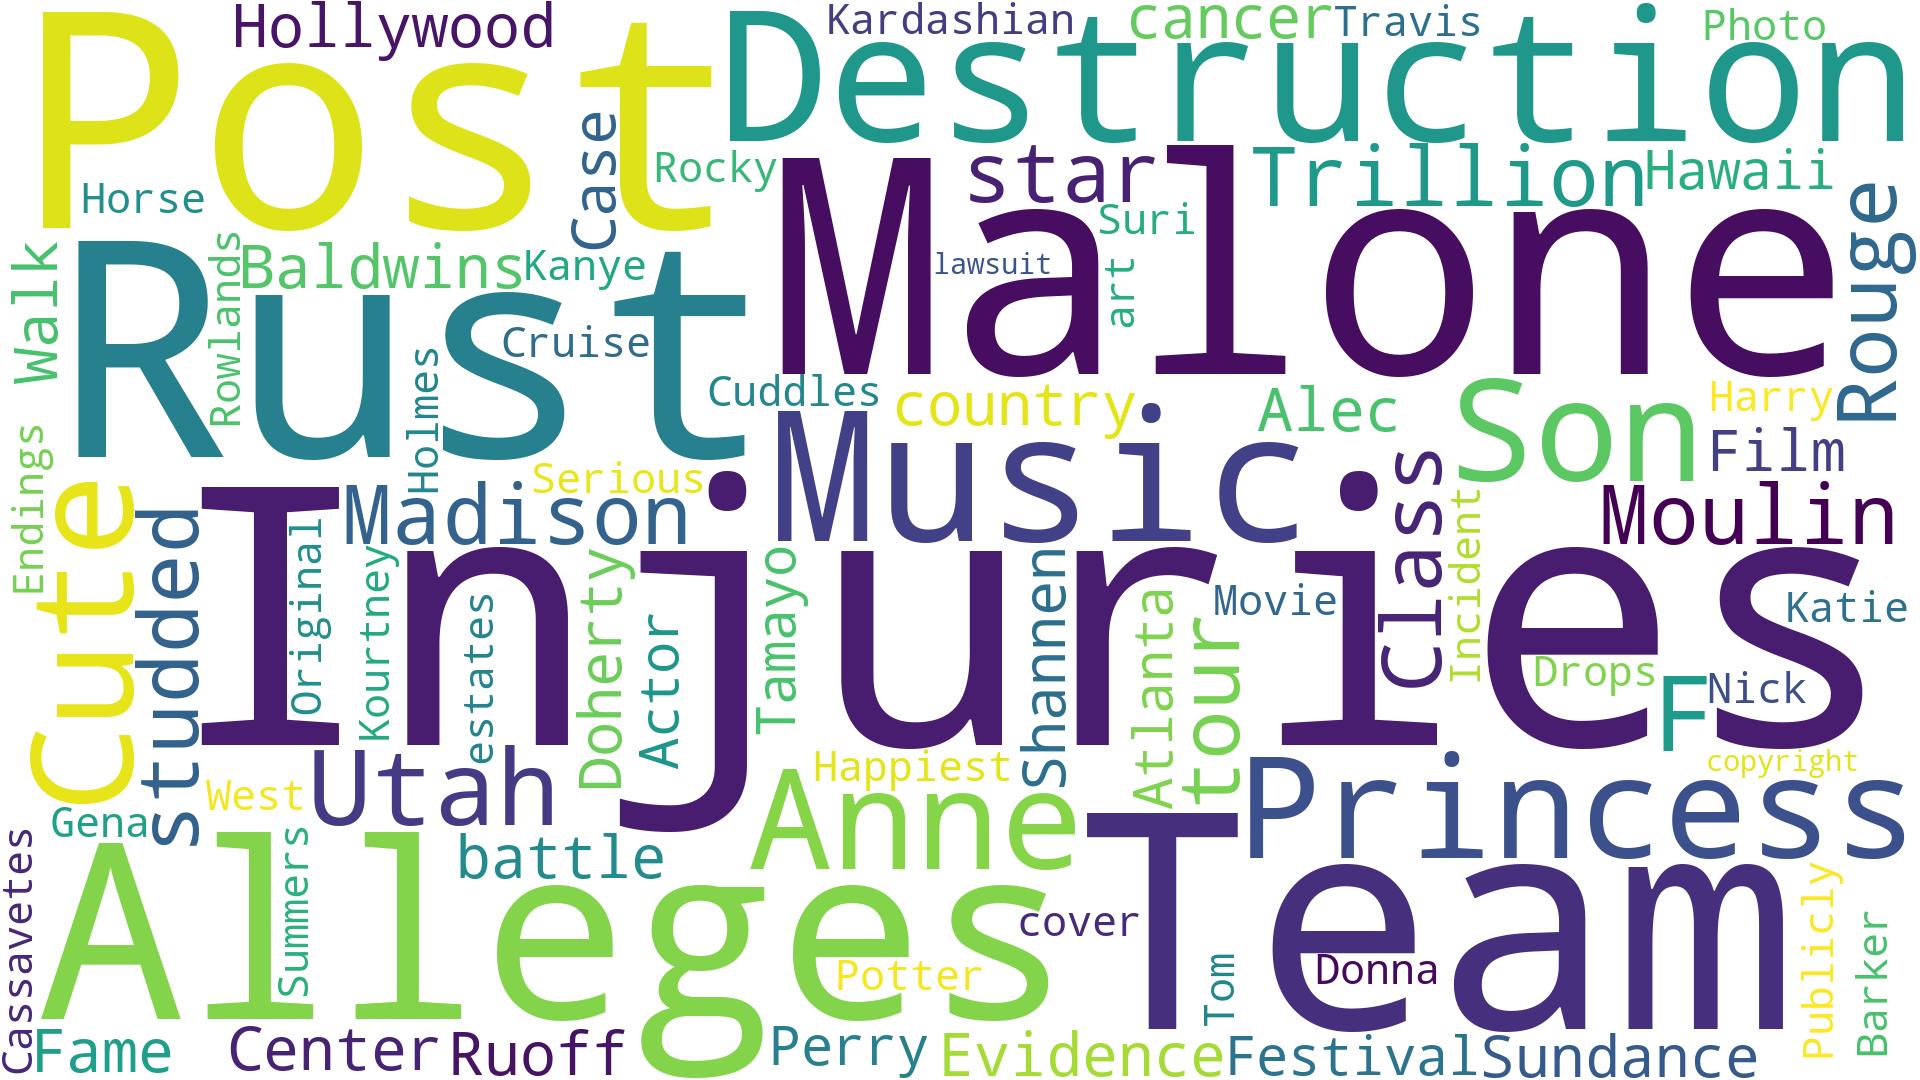 Post
Hollywood
Destruction
Kardashian
cancer
Travis
Photo
Horse
Case
Rocky
Malone
star
Trillion
Hawaii
Suri
Rouge
Walk
Rust
Rowlands
Baldwins
Kanye
lawsuit
art
Cruise
Holmes
Cuddles
country
Alec
Son
Harry
Film
Endings
Serious
Music
Class
Cute
studded
Injuries
Madison
Moulin
Original
Kourtney
estates
Doherty
Actor
Tamayo
Shannen
Atlanta
tour
Movie
Incident
Katie
Drops
F
Nick
Utah
West
Happiest
Anne
Princess
copyright
Gena
Cassavetes
Alleges
Summers
battle
Team
cover
Potter
Tom
Donna
Publicly
Barker
Fame
Center
Ruoff
Perry
Evidence
Festival
Sundance